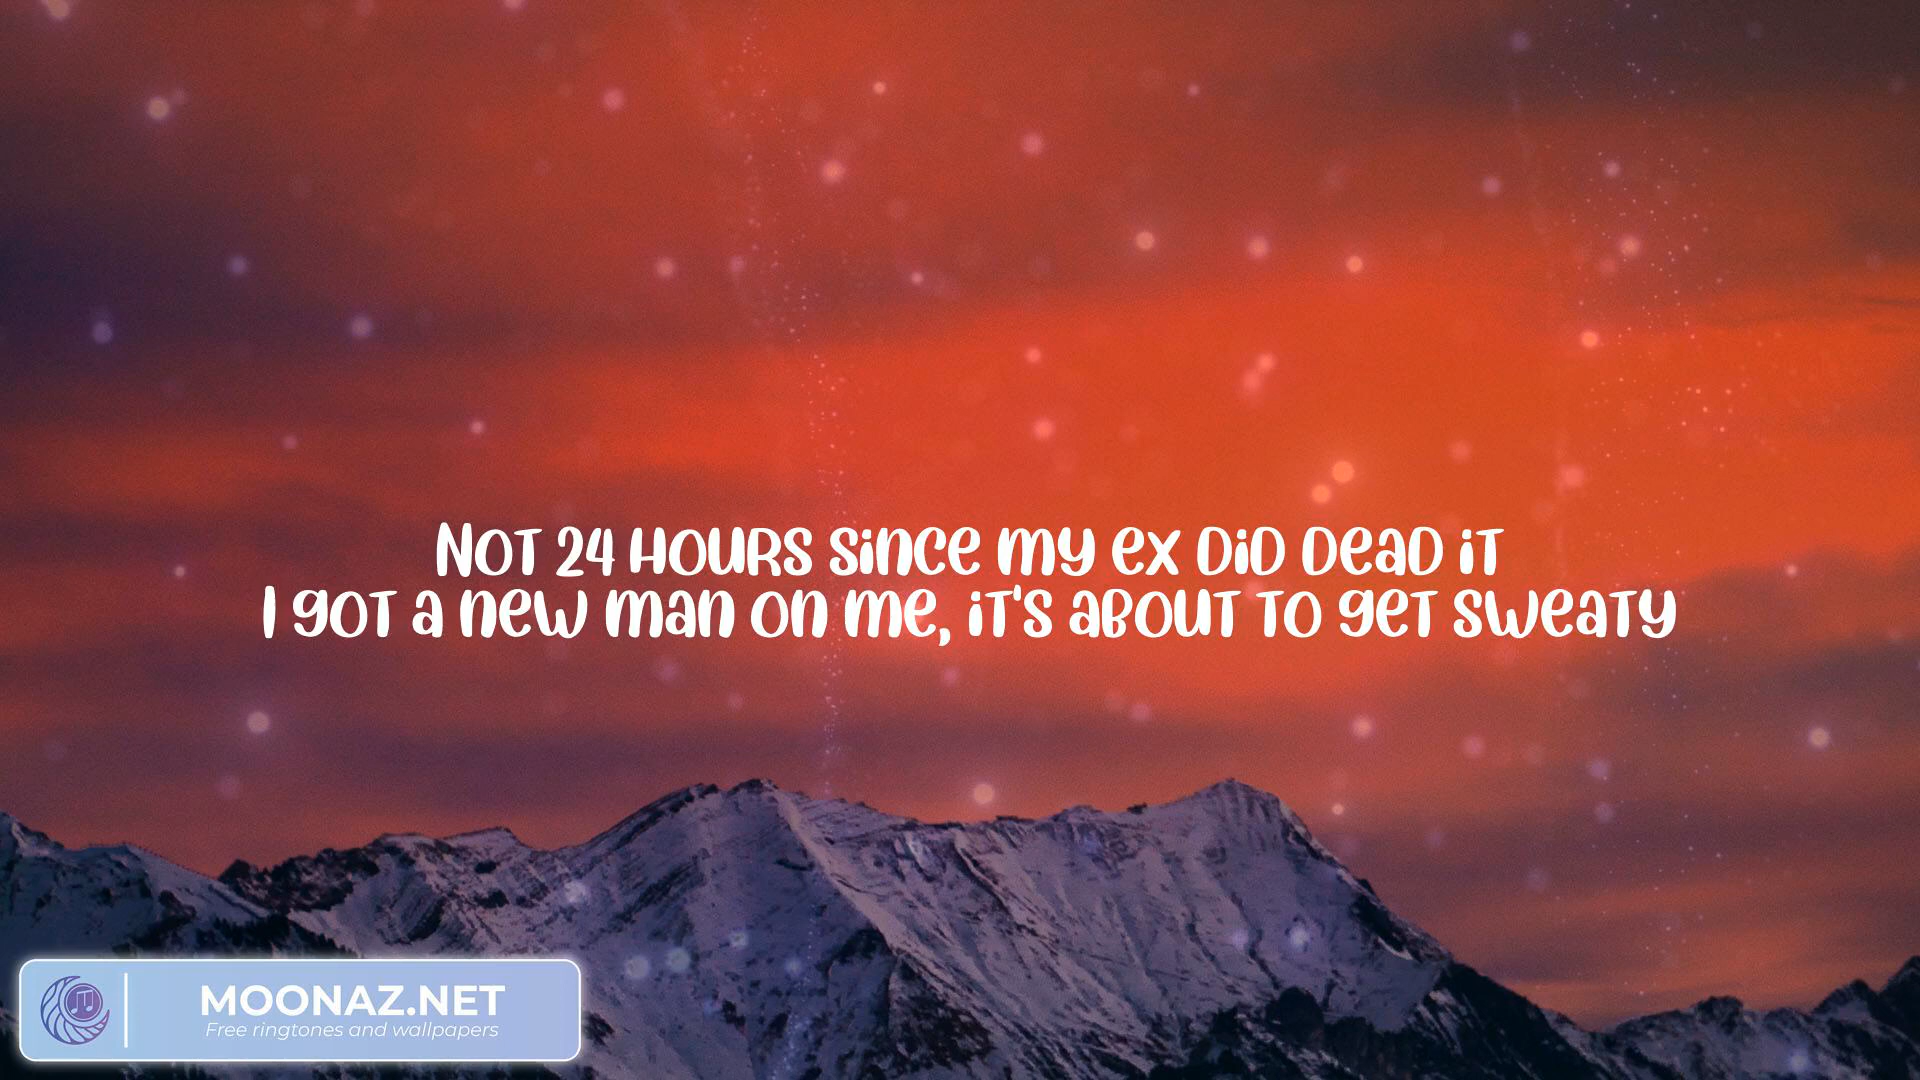 Not 24 hours since my ex did dead it
I got a new man on me, it's about to get sweaty
MOONAZ.NET
Free ringtones and wallpapers